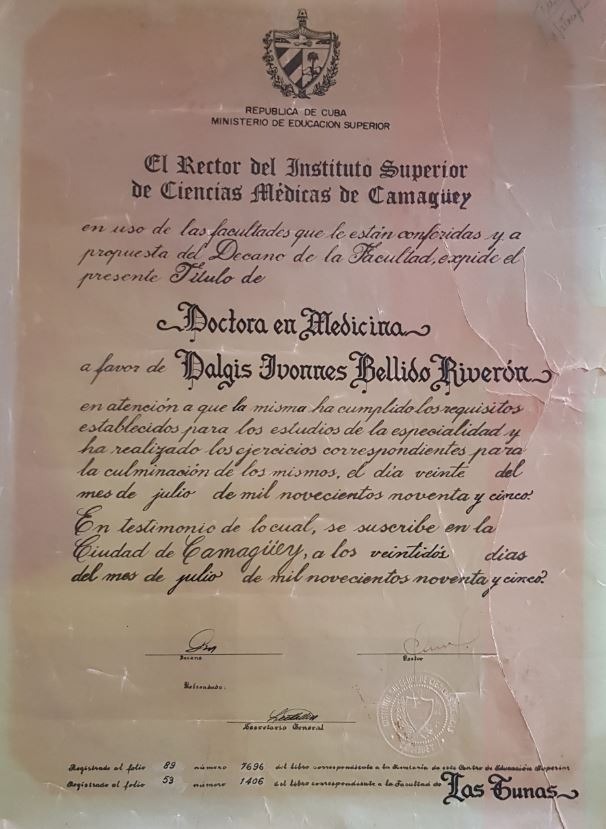 REPUBLICA DE CUBA
MINISTERIO DE EDUCACION SUPERIOR
El Rector del Instituto Superior
de Ciencias Médicas de Camagüey
en uso de las facultades que le están conferidas y a
propuesta del Decano de la Facultad, expide el
presente Título de
Doctora en Medicina
a favor de Dalgis Ivonnes Bellido Riverón
en atención a que la misma ha cumplido los requisitos
establecidos para los estudios de la especialidad y
ha realizado los ejercicios correspondientes para
la culminación de los mismos, el día veinte del
mes de julio de mil novecientos noventa y cinco.
En testimonio de lo cual, se suscribe en la
Ciudad de Camagüey, a los veintidós días
del mes de julio de mil novecientos noventa y cinco.
Decano
Rector
Refrendado:
Secretario General
Registrado al folio 89 número 7696 del libro correspondiente a la Secretaría de este Centro de Educación Superior
Registrado al folio 53 número 1406 del libro correspondiente a la Facultad de Las Tunas